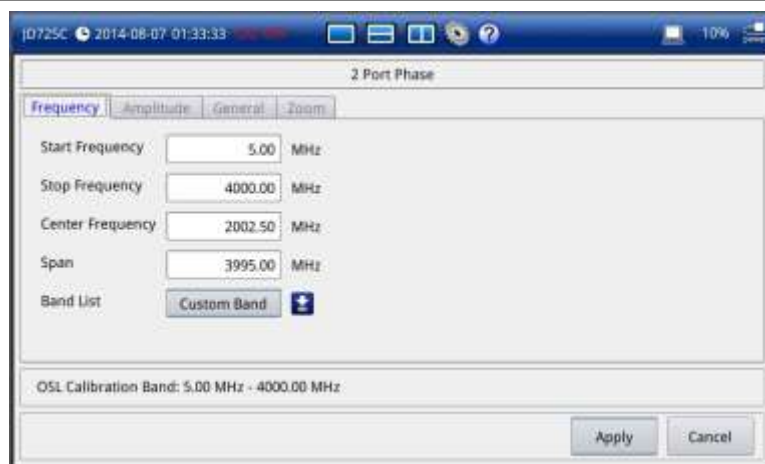 JD725C 2014-08-07 01:33:33
10%
2 Port Phase
Frequency Amplitude General Zoom
Start Frequency 5.00 MHz
Stop Frequency 4000.00 MHz
Center Frequency 2002.50 MHz
Span 3995.00 MHz
Band List Custom Band
OSL Calibration Band: 5.00 MHz - 4000.00 MHz
Apply Cancel